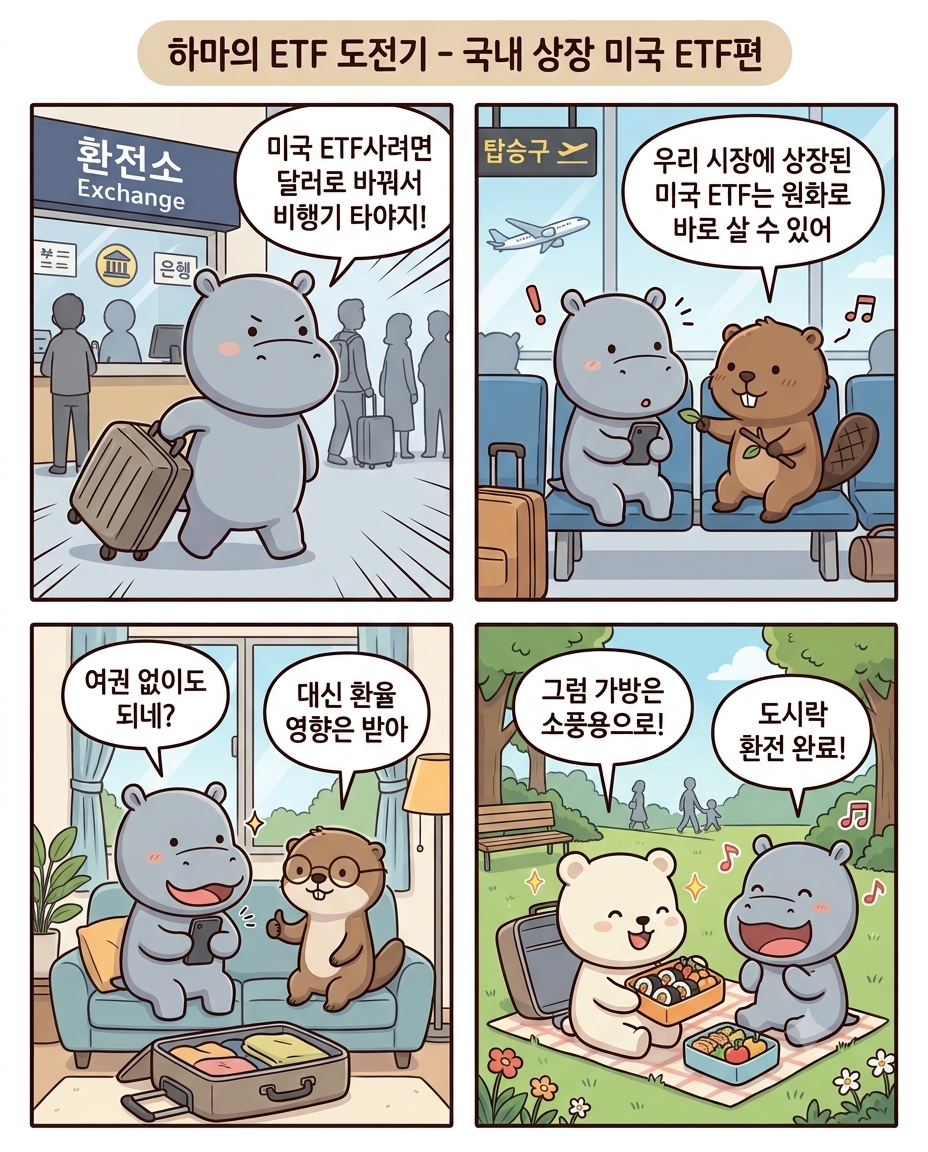 하마의 ETF 도전기 - 국내 상장 미국 ETF편
환전소
Exchange
은행
미국 ETF사려면
달러로 바꿔서
비행기 타야지!
탑승구
우리 시장에 상장된
미국 ETF는 원화로
바로 살 수 있어
여권 없이도
되네?
대신 환율
영향은 받아
그럼 가방은
소풍용으로!
도시락
환전 완료!